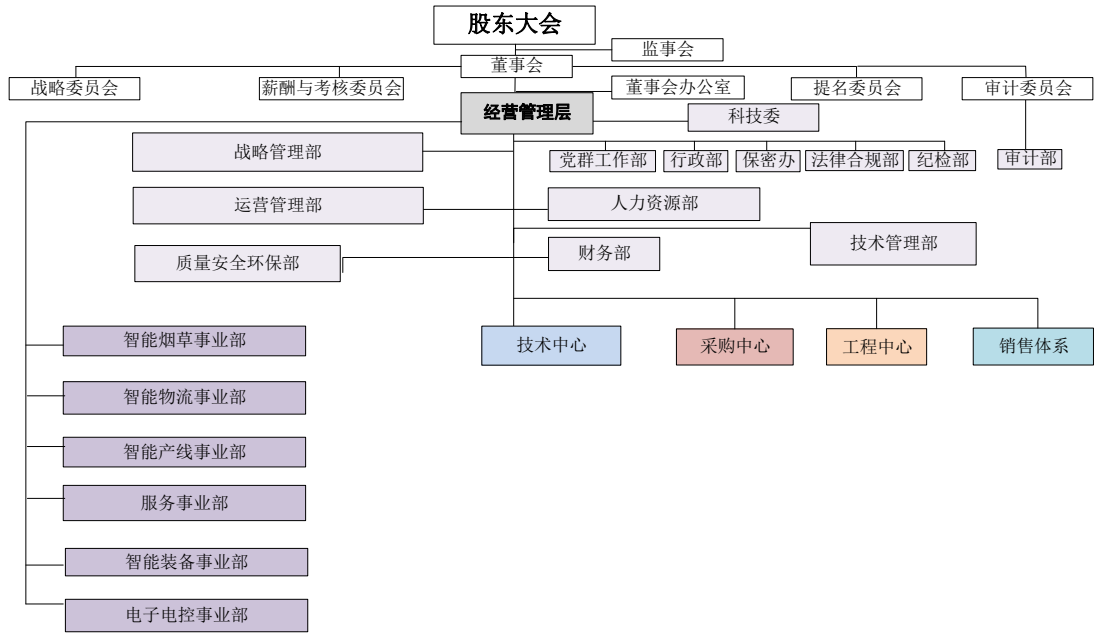 股东大会
监事会
董事会
战略委员会
薪酬与考核委员会
董事会办公室
提名委员会
审计委员会
经营管理层
科技委
战略管理部
党群工作部
行政部
保密办
法律合规部
纪检部
审计部
运营管理部
人力资源部
技术管理部
质量安全环保部
财务部
智能烟草事业部
技术中心
采购中心
工程中心
销售体系
智能物流事业部
智能产线事业部
服务事业部
智能装备事业部
电子电控事业部